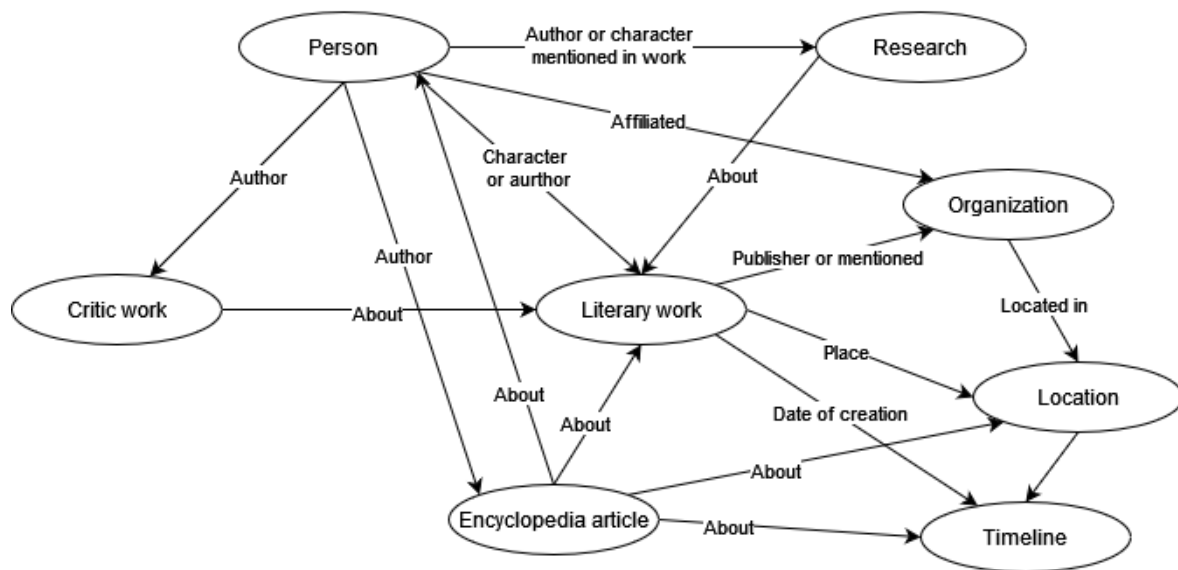 Person
Author or character
mentioned in work
Research
Affiliated
Character
or aurthor
About
Author
Organization
Author
Publisher or mentioned
Critic work
About
Literary work
Located in
Place
About
Location
About
Date of creation
About
Encyclopedia article
About
Timeline